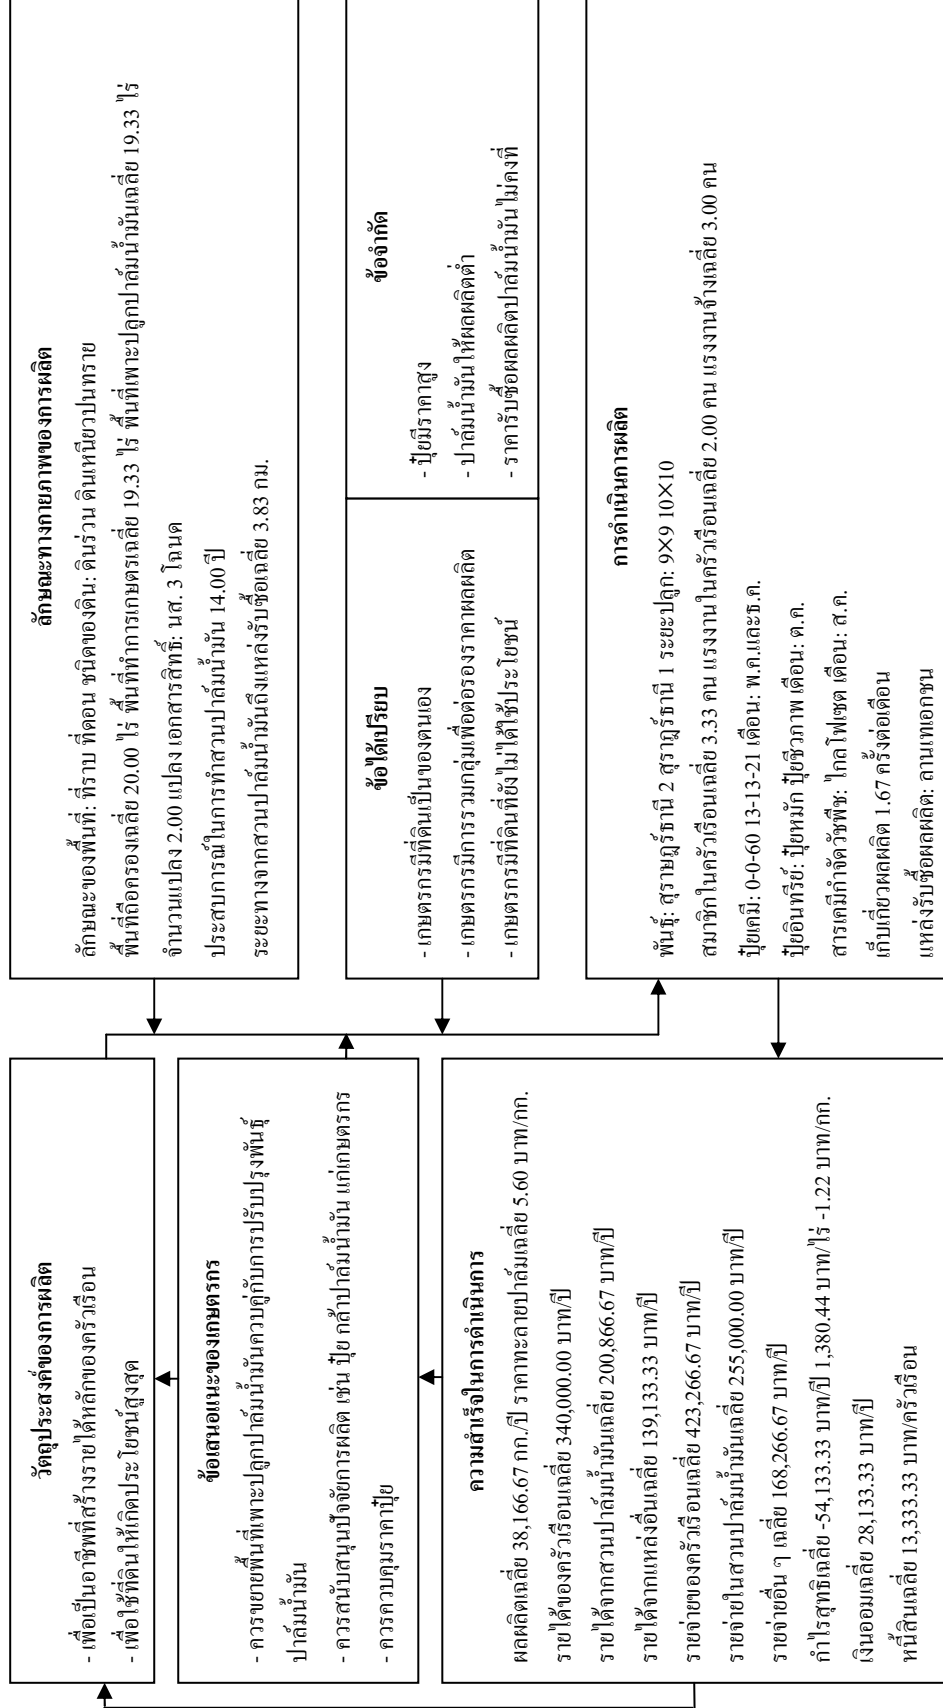 วัตถุประสงค์ของการผลิต
- เพื่อเป็นอาชีพที่สร้างรายได้หลักของครัวเรือน
- เพื่อใช้ที่ดินให้เกิดประโยชน์สูงสุด
ข้อเสนอแนะของเกษตรกร
- ควรขยายพื้นที่เพาะปลูกปาล์มน้ำมันควบคู่กับการปรับปรุงพันธุ์
ปาล์มน้ำมัน
- ควรสนับสนุนปัจจัยการผลิต เช่น ปุ๋ย กล้าปาล์มน้ำมัน แก่เกษตรกร
- ควรควบคุมราคาปุ๋ย
ความสำเร็จในการดำเนินการ
ผลผลิตเฉลี่ย 38,166.67 กก./ปี ราคาทะลายปาล์มเฉลี่ย 5.60 บาท/กก.
รายได้ของครัวเรือนเฉลี่ย 340,000.00 บาท/ปี
รายได้จากสวนปาล์มน้ำมันเฉลี่ย 200,866.67 บาท/ปี
รายได้จากแหล่งอื่นเฉลี่ย 139,133.33 บาท/ปี
รายจ่ายของครัวเรือนเฉลี่ย 423,266.67 บาท/ปี
รายจ่ายในสวนปาล์มน้ำมันเฉลี่ย 255,000.00 บาท/ปี
รายจ่ายอื่น ๆ เฉลี่ย 168,266.67 บาท/ปี
กำไรสุทธิเฉลี่ย -54,133.33 บาท/ปี 1,380.44 บาท/ไร่ -1.22 บาท/กก.
เงินออมเฉลี่ย 28,133.33 บาท/ปี
หนี้สินเฉลี่ย 13,333.33 บาท/ครัวเรือน
ลักษณะทางกายภาพของการผลิต
ลักษณะของพื้นที่: ที่ราบ ที่ดอน ชนิดของดิน: ดินร่วน ดินเหนียวปนทราย
พื้นที่ถือครองเฉลี่ย 20.00 ไร่ พื้นที่ทำการเกษตรเฉลี่ย 19.33 ไร่ พื้นที่เพาะปลูกปาล์มน้ำมันเฉลี่ย 19.33 ไร่
จำนวนแปลง 2.00 แปลง เอกสารสิทธิ์: นส. 3 โฉนด
ประสบการณ์ในการทำสวนปาล์มน้ำมัน 14.00 ปี
ระยะทางจากสวนปาล์มน้ำมันถึงแหล่งรับซื้อเฉลี่ย 3.83 กม.
ข้อได้เปรียบ
- เกษตรกรมีที่ดินเป็นของตนเอง
- เกษตรกรมีการรวมกลุ่มเพื่อต่อรองราคาผลผลิต
- เกษตรกรมีที่ดินที่ยังไม่ได้ใช้ประโยชน์
ข้อจำกัด
- ปุ๋ยมีราคาสูง
- ปาล์มน้ำมันให้ผลผลิตต่ำ
- ราคารับซื้อผลผลิตปาล์มน้ำมันไม่คงที่
การดำเนินการผลิต
พันธุ์: สุราษฎร์ธานี 2 สุราฏร์ธานี 1 ระยะปลูก: 9×9 10×10
สมาชิกในครัวเรือนเฉลี่ย 3.33 คน แรงงานในครัวเรือนเฉลี่ย 2.00 คน แรงงานจ้างเฉลี่ย 3.00 คน
ปุ๋ยเคมี: 0-0-60 13-13-21 เดือน: พ.ค.และธ.ค.
ปุ๋ยอินทรีย์: ปุ๋ยหมัก ปุ๋ยชีวภาพ เดือน: ต.ค.
สารเคมีกำจัดวัชพืช: ไกลโฟเซต เดือน: ส.ค.
เก็บเกี่ยวผลผลิต 1.67 ครั้งต่อเดือน
แหล่งรับซื้อผลผลิต: ลานเทเอกชน